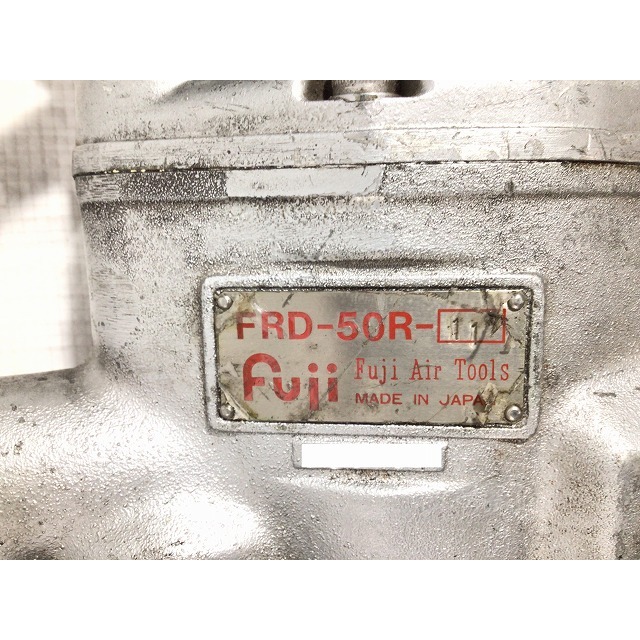 FRD-50R-11
Fuji Fuji Air Tools
MADE IN JAPAN